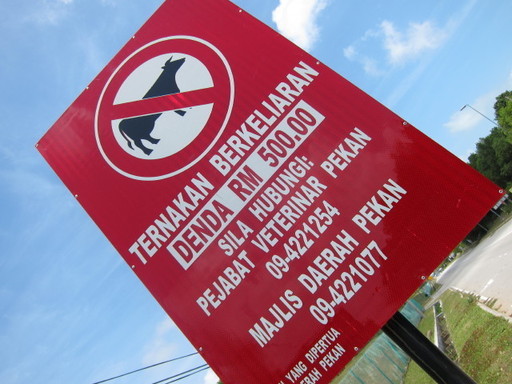 TERNAKAN BERKELIARAN
DENDA RM 500.00
SILA HUBUNGI:
PEJABAT VETERINAR PEKAN
09-4221254
MAJLIS DAERAH PEKAN
09-4221077
YANG DIPERTUA
DAERAH PEKAN